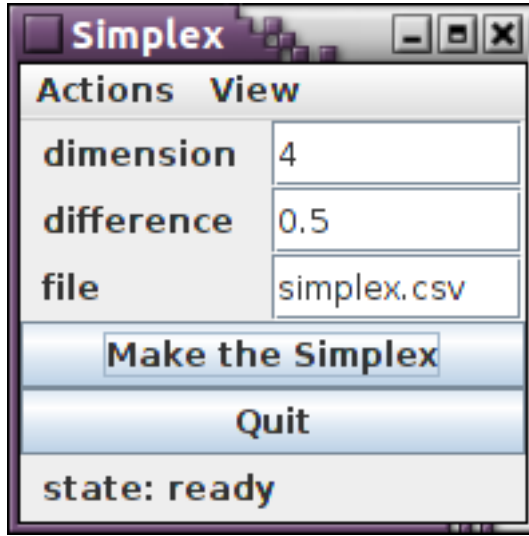 Simplex
Actions View
dimension 4
difference 0.5
file simplex.csv
Make the Simplex
Quit
state: ready